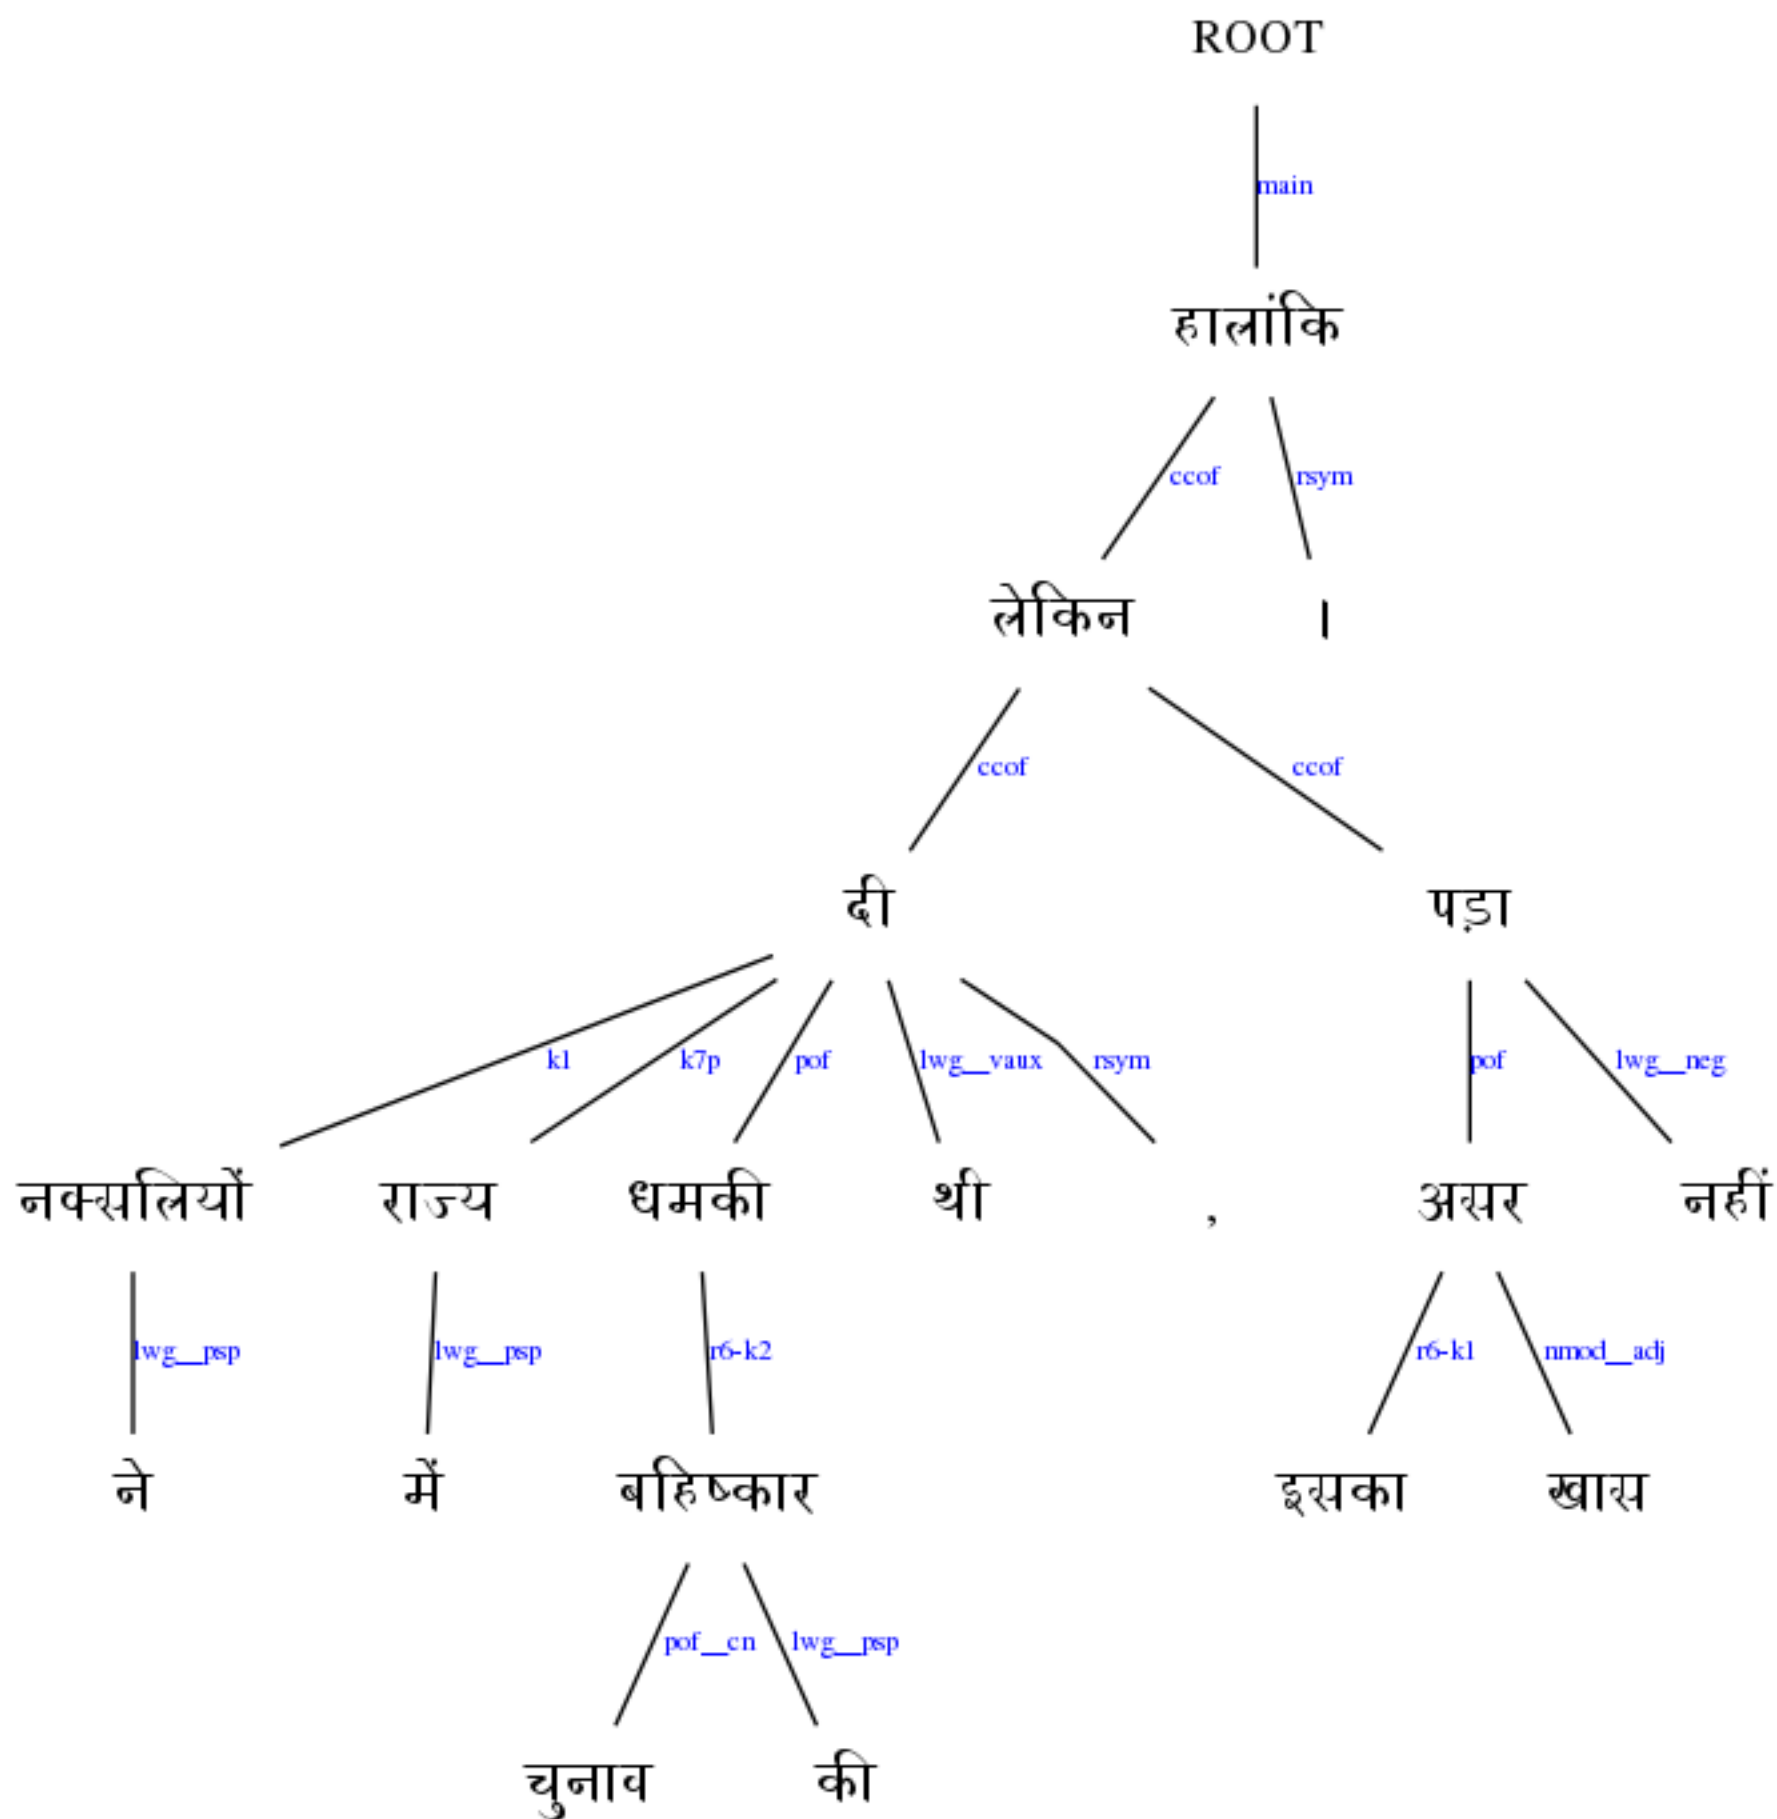 ROOT
main
हालांकि
ccof rsym
लेकिन ।
ccof ccof
दी पड़ा
k1 k7p pof lwg__vaux rsym pof lwg__neg
नक्सलियों राज्य धमकी थी , असर नहीं
lwg__psp lwg__psp r6-k2 r6-k1 nmod__adj
ने में बहिष्कार इसका खास
pof__cn lwg__psp
चुनाव की